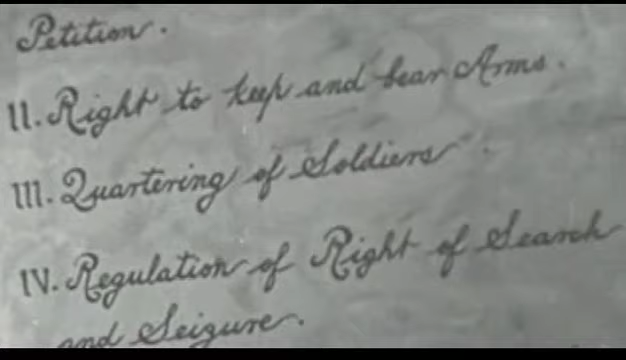 Petition.
II. Right to keep and bear Arms.
III. Quartering of Soldiers.
IV. Regulation of Right of Search
and Seizure.